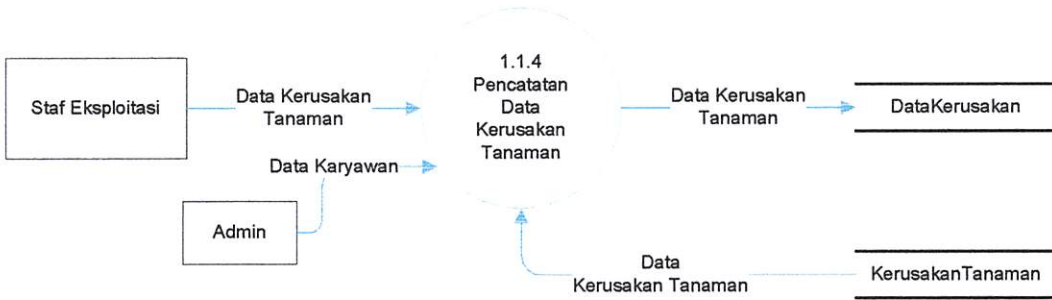 Staf Eksploitasi
Data Kerusakan
Tanaman
1.1.4
Pencatatan
Data
Kerusakan
Tanaman
Data Kerusakan
Tanaman
DataKerusakan
Data Karyawan
Admin
Data
Kerusakan Tanaman
KerusakanTanaman